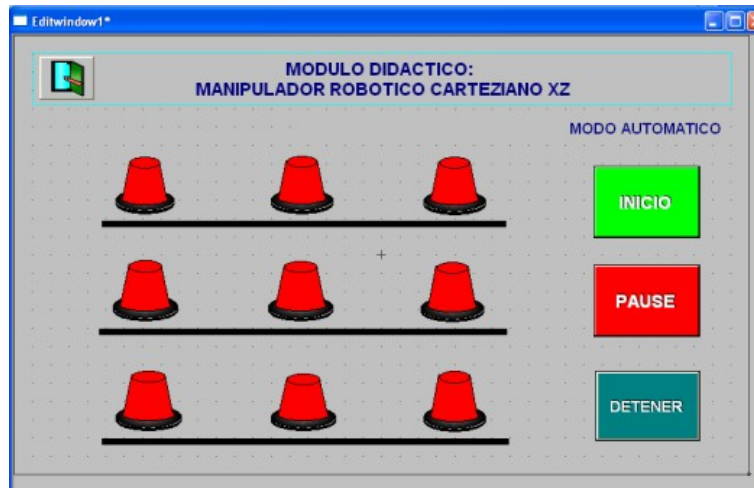 Editwindow1*
MODULO DIDACTICO:
MANIPULADOR ROBOTICO CARTEZIANO XZ
MODO AUTOMATICO
INICIO
PAUSE
DETENER